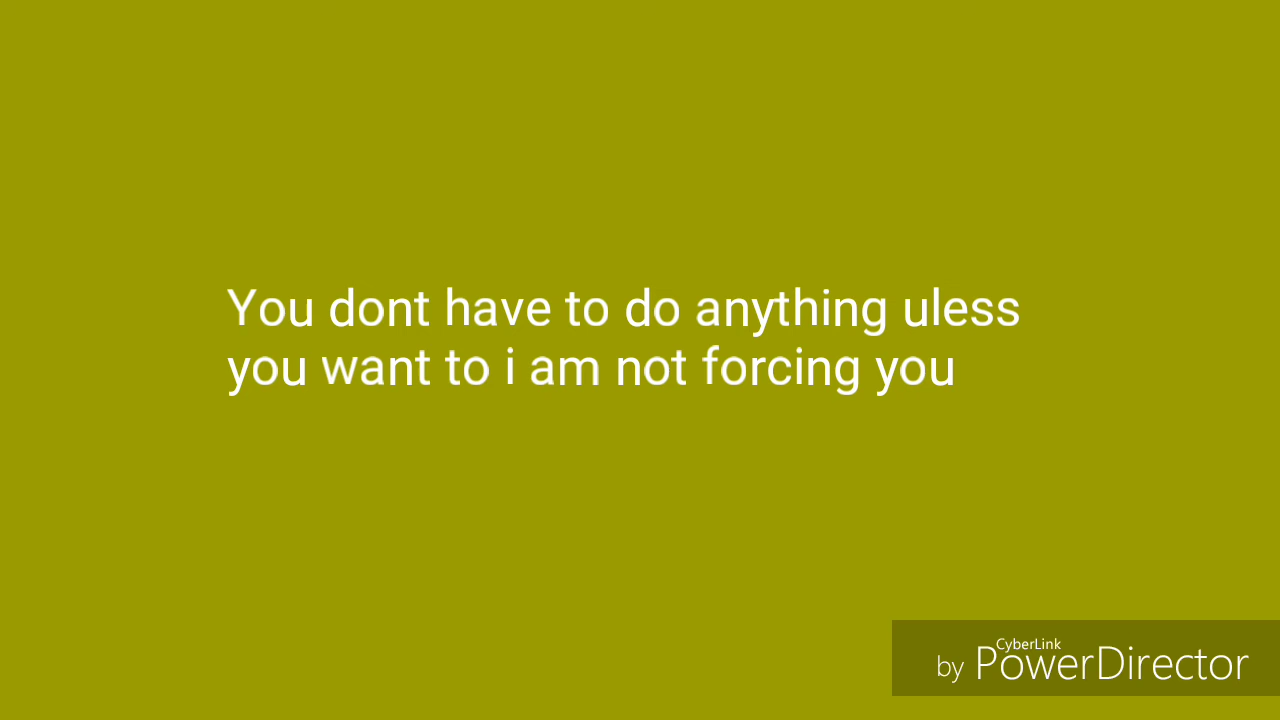 You dont have to do anything uless
you want to i am not forcing you
CyberLink
by PowerDirector